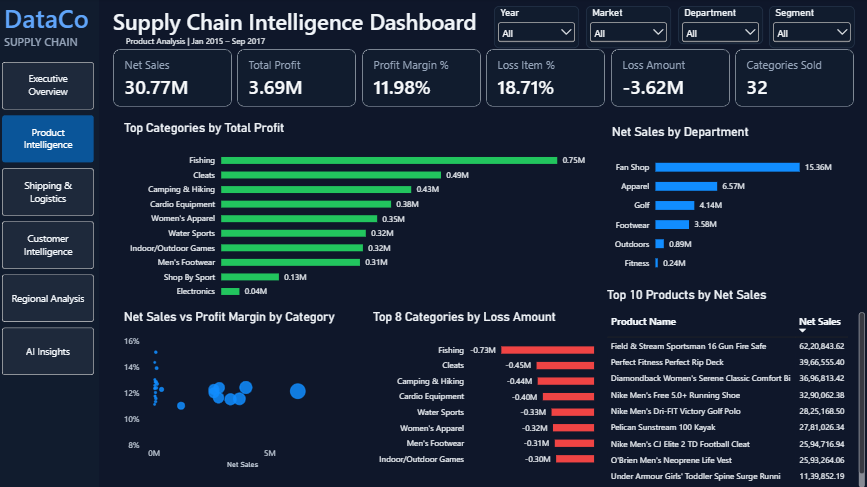 DataCo
SUPPLY CHAIN
Executive
Overview
Product
Intelligence
Shipping &
Logistics
Customer
Intelligence
Regional Analysis
AI Insights
Supply Chain Intelligence Dashboard
Product Analysis | Jan 2015 – Sep 2017
Year
All
Market
All
Department
All
Segment
All
Net Sales
30.77M
Total Profit
3.69M
Profit Margin %
11.98%
Loss Item %
18.71%
Loss Amount
-3.62M
Categories Sold
32
Top Categories by Total Profit
Fishing 0.75M
Cleats 0.49M
Camping & Hiking 0.43M
Cardio Equipment 0.38M
Women's Apparel 0.35M
Water Sports 0.32M
Indoor/Outdoor Games 0.32M
Men's Footwear 0.31M
Shop By Sport 0.13M
Electronics 0.04M
Net Sales by Department
Fan Shop 15.36M
Apparel 6.57M
Golf 4.14M
Footwear 3.58M
Outdoors 0.89M
Fitness 0.24M
Net Sales vs Profit Margin by Category
16%
14%
12%
10%
8%
0M 5M
Net Sales
Top 8 Categories by Loss Amount
Fishing -0.73M
Cleats -0.45M
Camping & Hiking -0.44M
Cardio Equipment -0.40M
Water Sports -0.33M
Women's Apparel -0.32M
Men's Footwear -0.31M
Indoor/Outdoor Games -0.30M
Top 10 Products by Net Sales
Product Name Net Sales
Field & Stream Sportsman 16 Gun Fire Safe 62,20,843.62
Perfect Fitness Perfect Rip Deck 39,66,555.40
Diamondback Women's Serene Classic Comfort Bi 36,96,813.42
Nike Men's Free 5.0+ Running Shoe 32,90,062.38
Nike Men's Dri-FIT Victory Golf Polo 28,25,168.50
Pelican Sunstream 100 Kayak 27,81,026.34
Nike Men's CJ Elite 2 TD Football Cleat 25,94,716.94
O'Brien Men's Neoprene Life Vest 25,93,264.06
Under Armour Girls' Toddler Spine Surge Runni 11,39,852.19